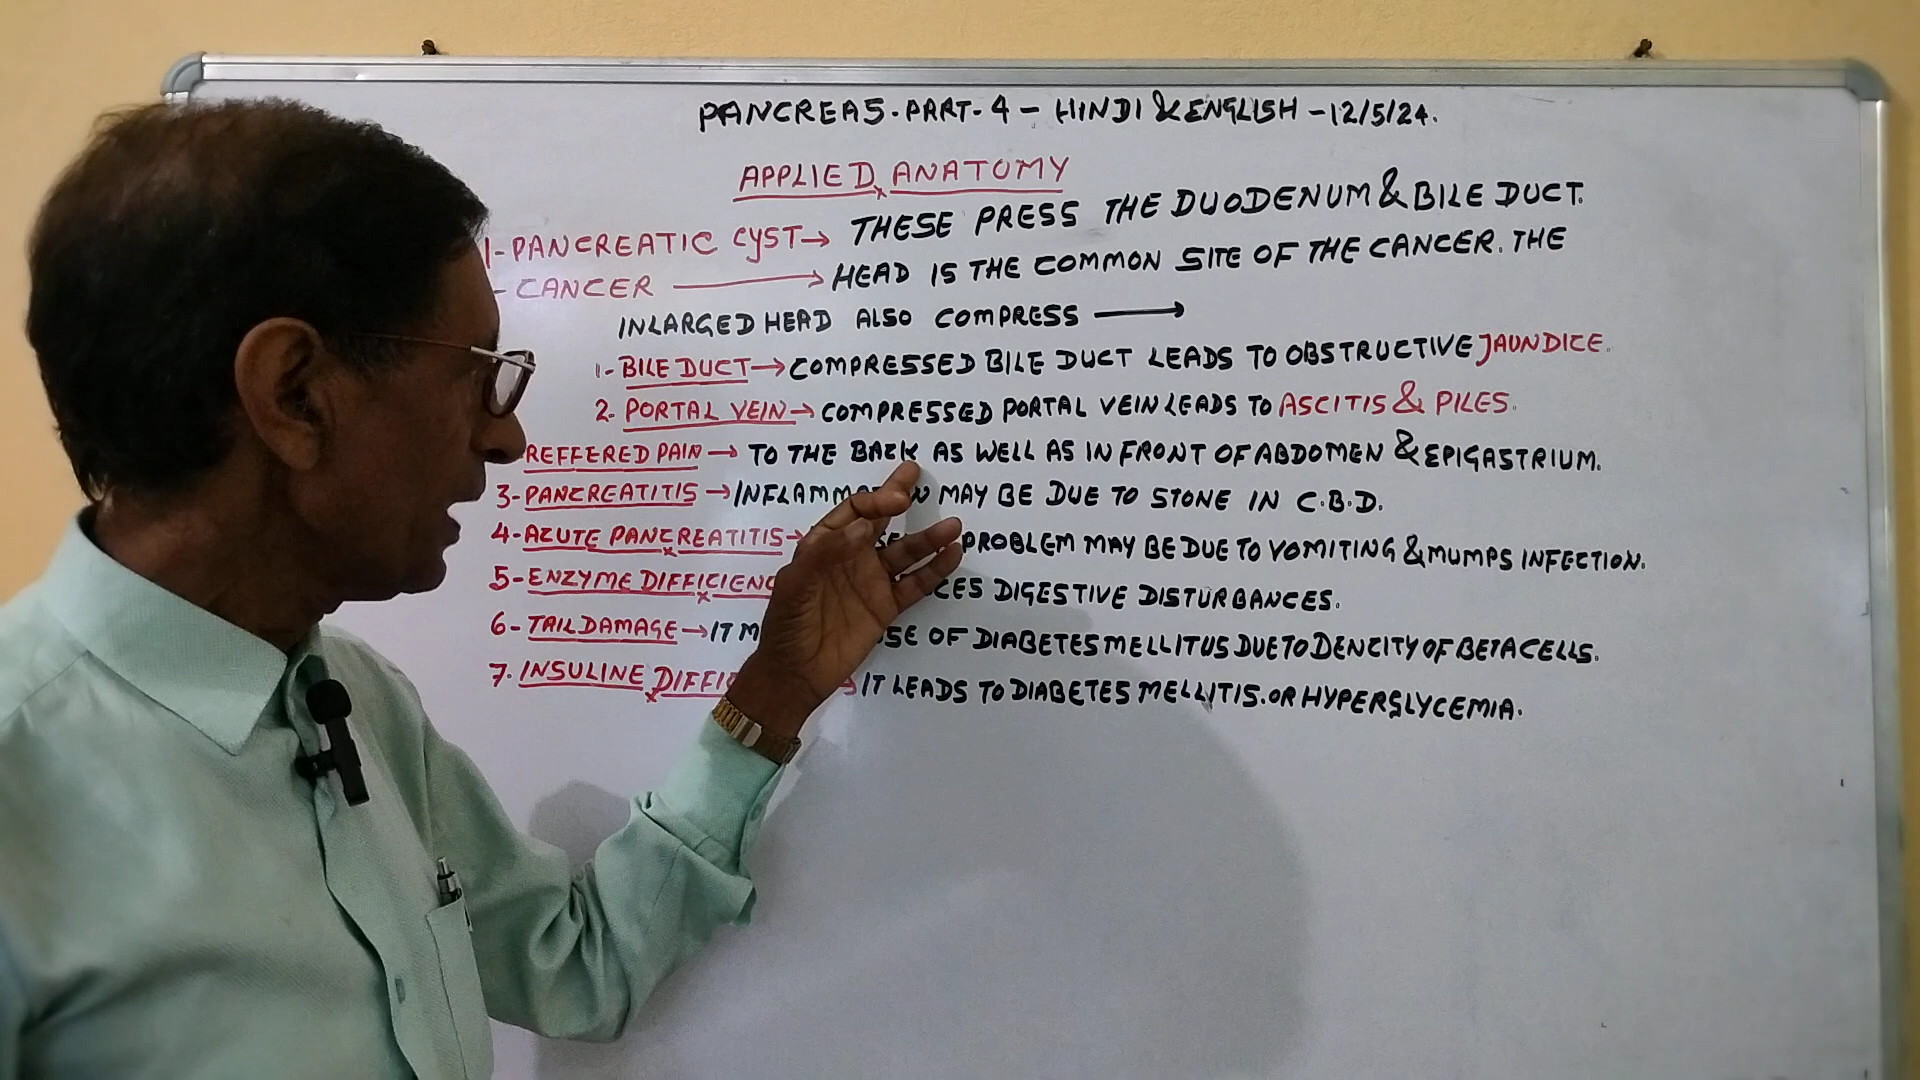 PANCREAS.PART.4 - HINDI & ENGLISH - 12/5/24.
APPLIED ANATOMY
1-PANCREATIC CYST→ THESE PRESS THE DUODENUM & BILE DUCT.
- CANCER → HEAD IS THE COMMON SITE OF THE CANCER. THE
INLARGED HEAD ALSO COMPRESS →
1- BILE DUCT→COMPRESSED BILE DUCT LEADS TO OBSTRUCTIVE JAUNDICE.
2- PORTAL VEIN→ COMPRESSED PORTAL VEIN LEADS TO ASCITIS & PILES.
REFFERED PAIN → TO THE BACK AS WELL AS IN FRONT OF ABDOMEN & EPIGASTRIUM.
3-PANCREATITIS →INFLAMMATION MAY BE DUE TO STONE IN C.B.D.
4-ACUTE PANCREATITIS→ PROBLEM MAY BE DUE TO VOMITING & MUMPS INFECTION.
5-ENZYME DIFFICIENC DIGESTIVE DISTURBANCES.
6- TAIL DAMAGE→IT OF DIABETES MELLITUS DUE TO DENCITY OF BETA CELLS.
7. INSULINE DIFFIC → IT LEADS TO DIABETES MELLITIS. OR HYPERGLYCEMIA.